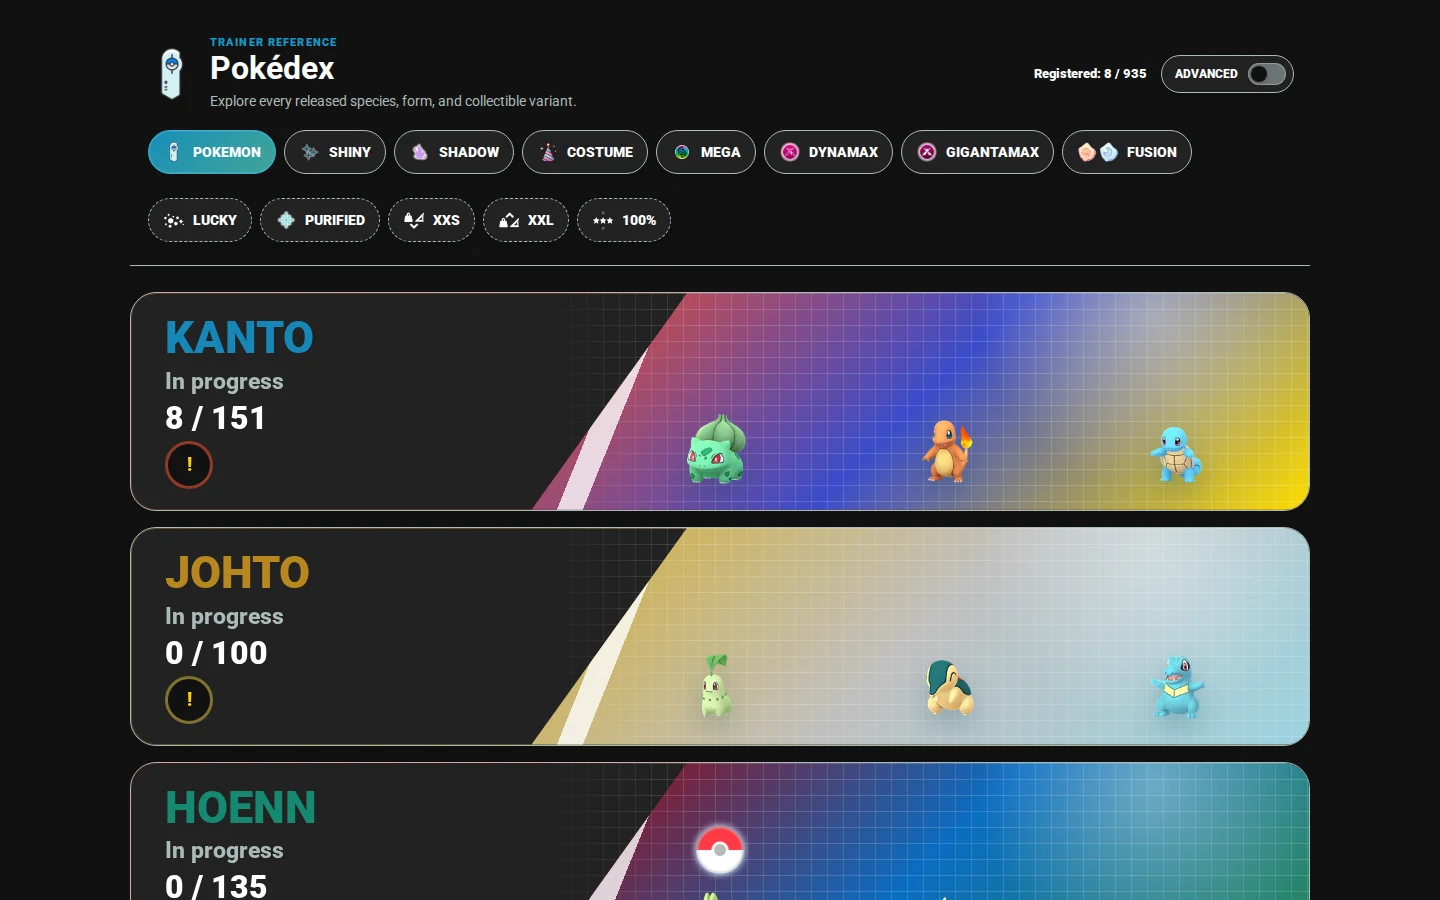 TRAINER REFERENCE
Pokédex
Explore every released species, form, and collectible variant.
Registered: 8 / 935
ADVANCED
POKEMON
SHINY
SHADOW
COSTUME
MEGA
DYNAMAX
GIGANTAMAX
FUSION
LUCKY
PURIFIED
XXS
XXL
100%
KANTO
In progress
8 / 151
!
JOHTO
In progress
0 / 100
!
HOENN
In progress
0 / 135